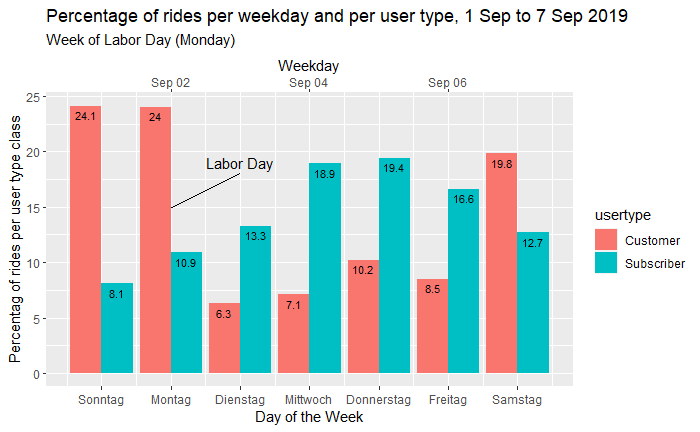 Percentage of rides per weekday and per user type, 1 Sep to 7 Sep 2019
Week of Labor Day (Monday)
Weekday
Sep 02 Sep 04 Sep 06
Percentag of rides per user type class
25
20
15
10
5
0
24.1 8.1 24 10.9 6.3 13.3 7.1 18.9 10.2 19.4 8.5 16.6 19.8 12.7
Labor Day
Sonntag Montag Dienstag Mittwoch Donnerstag Freitag Samstag
Day of the Week
usertype
Customer
Subscriber